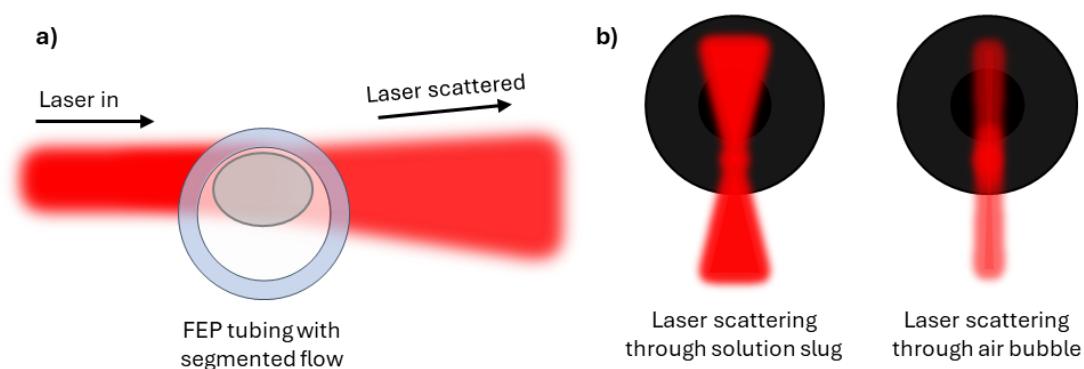 a)
Laser in
Laser scattered
FEP tubing with
segmented flow
b)
Laser scattering
through solution slug
Laser scattering
through air bubble